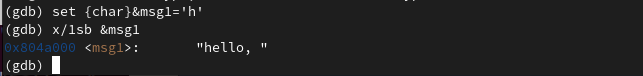 (gdb) set {char}&msg1='h'
(gdb) x/1sb &msg1
0x804a000 <msg1>:      "hello, "
(gdb)